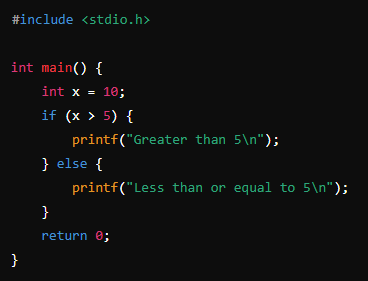 #include <stdio.h>

int main() {
    int x = 10;
    if (x > 5) {
        printf("Greater than 5\n");
    } else {
        printf("Less than or equal to 5\n");
    }
    return 0;
}